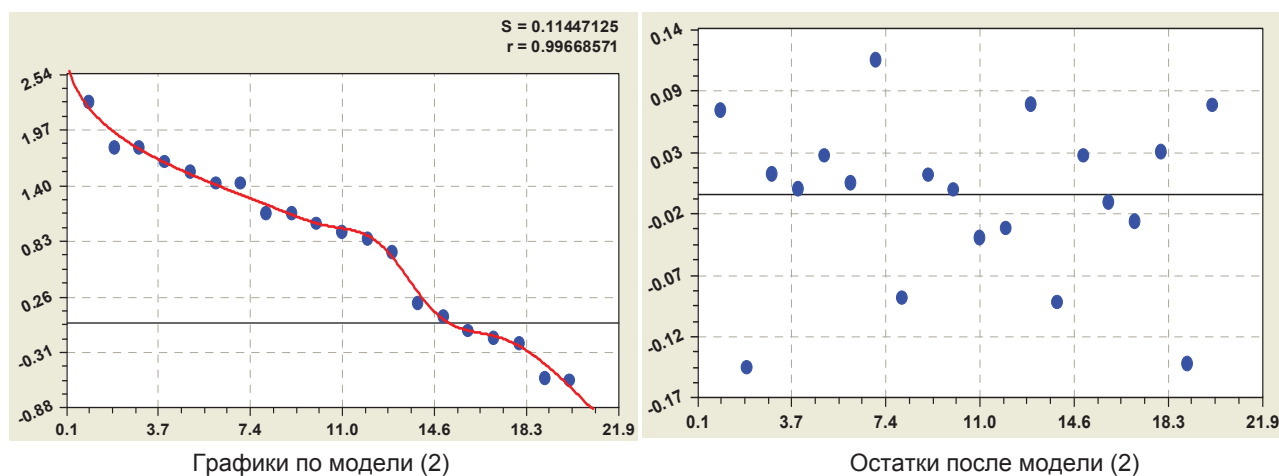 S = 0.11447125
r = 0.99668571
2.54
1.97
1.40
0.83
0.26
-0.31
-0.88
0.1 3.7 7.4 11.0 14.6 18.3 21.9
Графики по модели (2)
0.14
0.09
0.03
-0.02
-0.07
-0.12
-0.17
0.1 3.7 7.4 11.0 14.6 18.3 21.9
Остатки после модели (2)